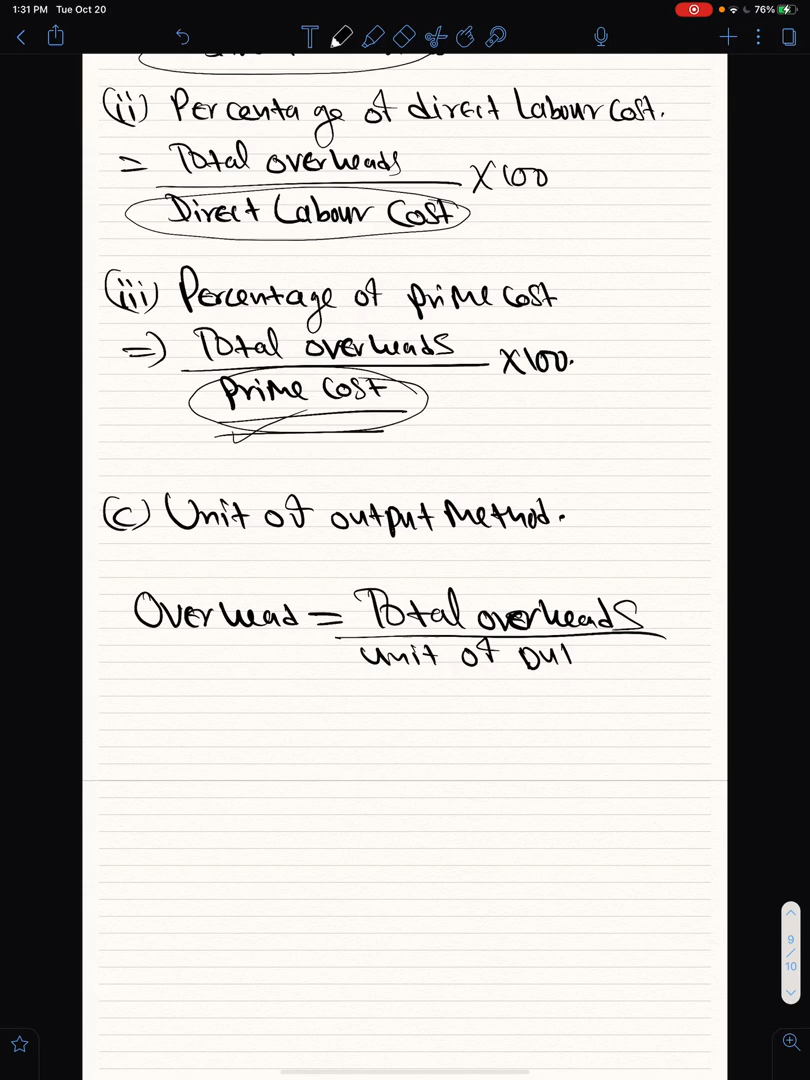 1:31 PM Tue Oct 20
76%
(ii) Percentage of direct Labour Cost.
= Total overheads
X 100
Direct Labour Cost
(iii) Percentage of prime cost
=) Total overheads
X100.
prime cost
(C) Unit of output Method.
Overhead = Total overheads
unit of out
9
/
10